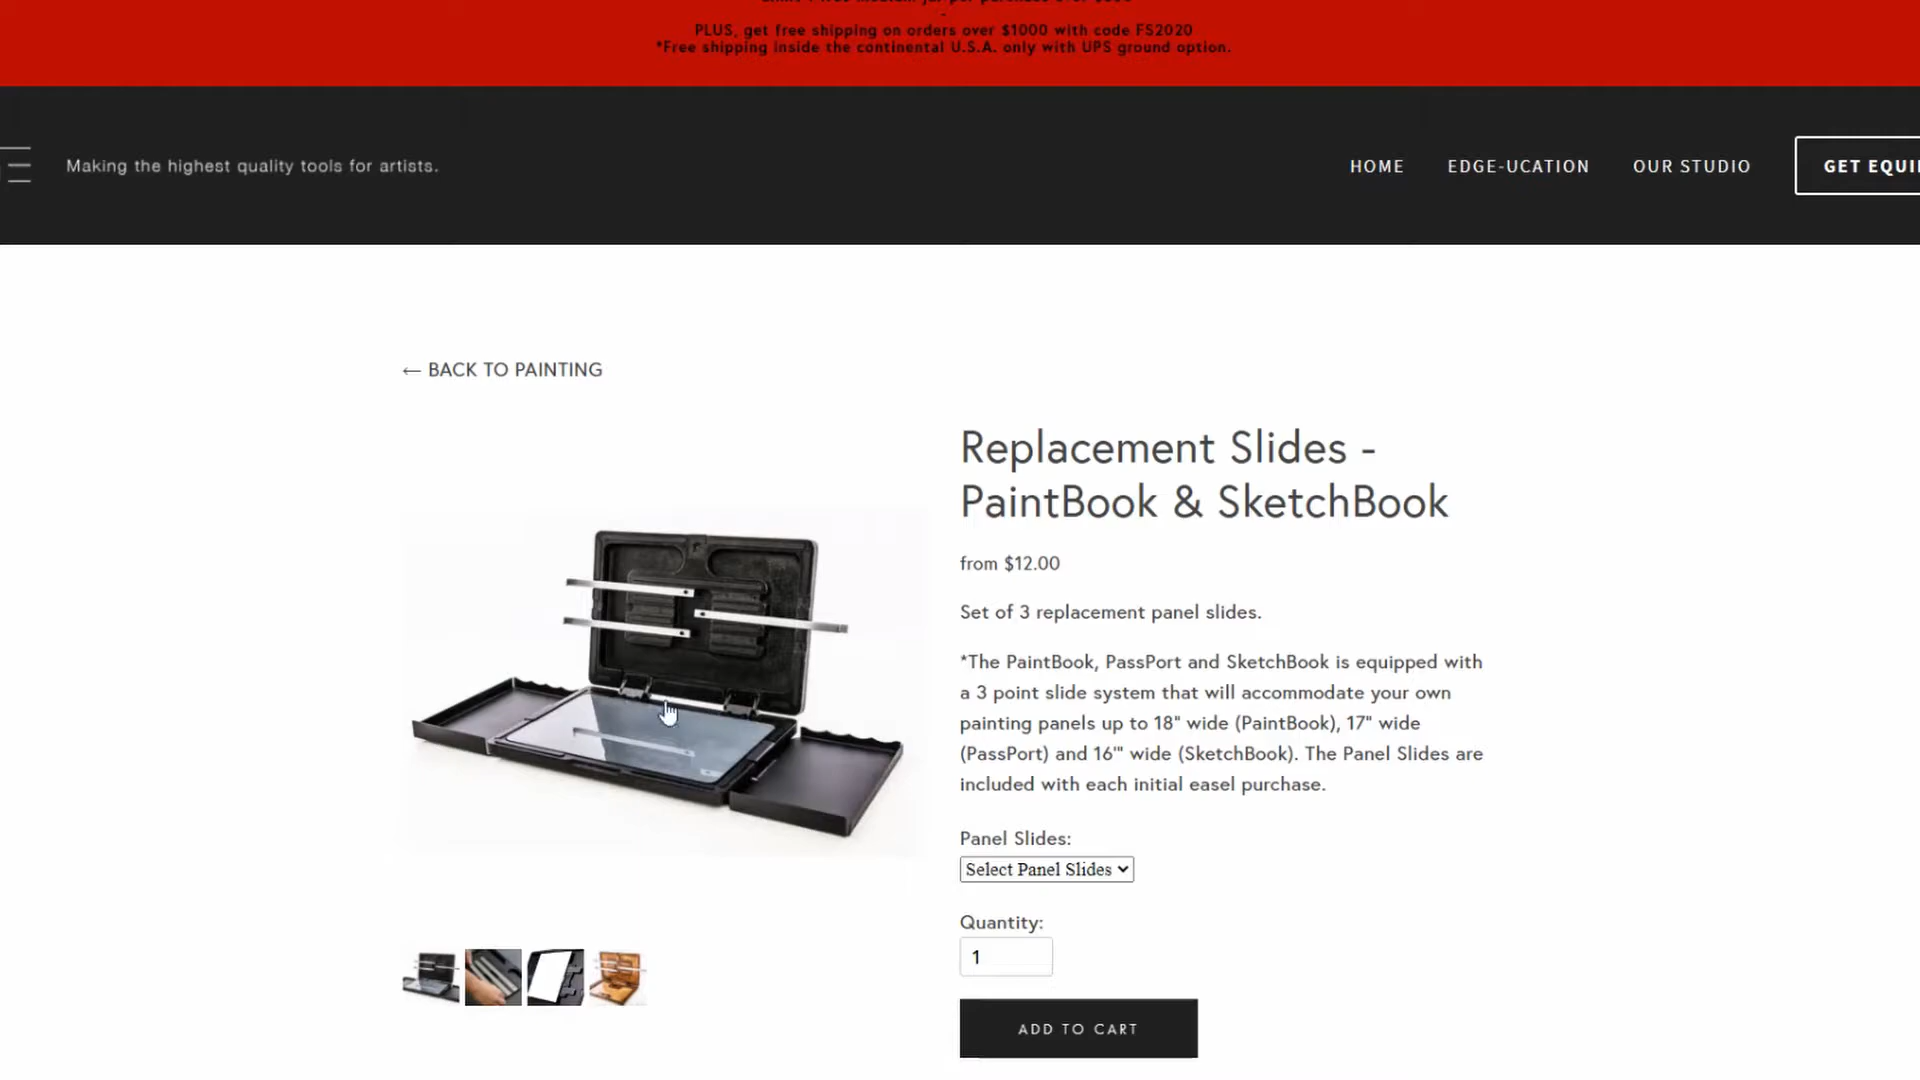 PLUS, get free shipping on orders over $1000 with code FS2020
*Free shipping inside the continental U.S.A. only with UPS ground option.
Making the highest quality tools for artists.
HOME
EDGE-UCATION
OUR STUDIO
GET EQUI
← BACK TO PAINTING
Replacement Slides -
PaintBook & SketchBook
from $12.00
Set of 3 replacement panel slides.
*The PaintBook, PassPort and SketchBook is equipped with
a 3 point slide system that will accommodate your own
painting panels up to 18" wide (PaintBook), 17" wide
(PassPort) and 16'" wide (SketchBook). The Panel Slides are
included with each initial easel purchase.
Panel Slides:
Select Panel Slides
Quantity:
1
ADD TO CART